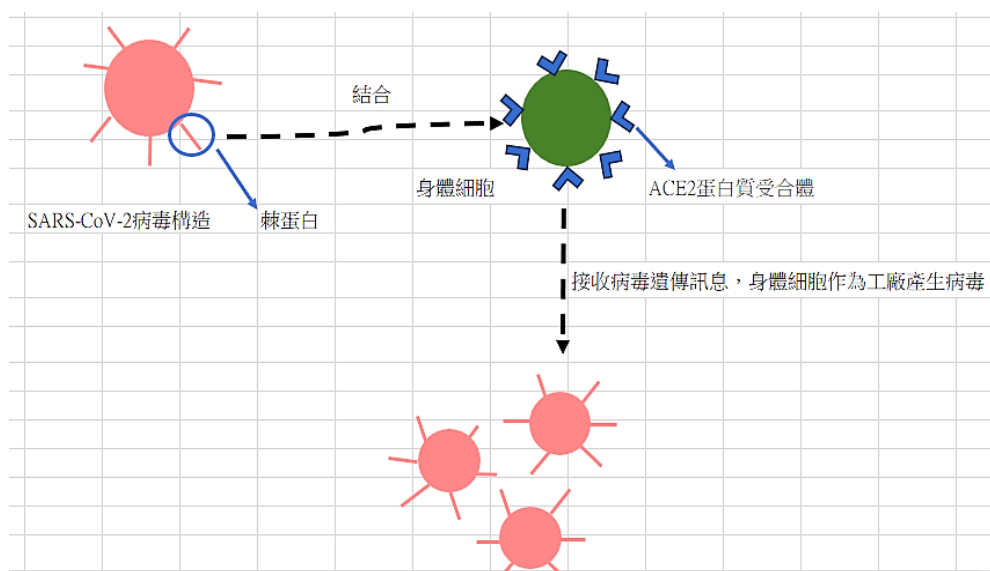 結合
身體細胞
ACE2蛋白質受合體
SARS-CoV-2病毒構造
棘蛋白
接收病毒遺傳訊息，身體細胞作為工廠產生病毒